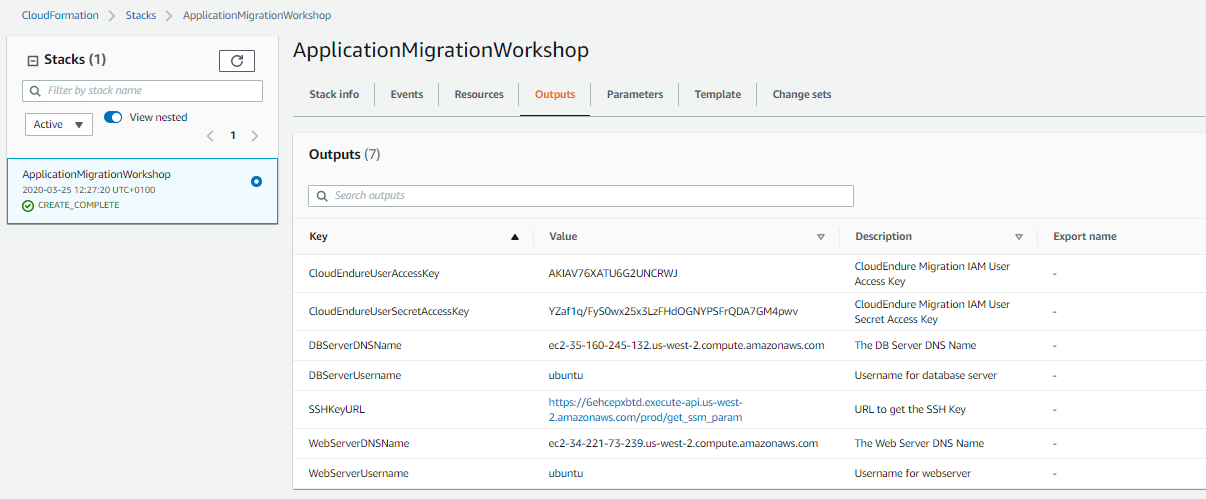 CloudFormation > Stacks > ApplicationMigrationWorkshop
Stacks (1)
Filter by stack name
Active
View nested
1
ApplicationMigrationWorkshop
2020-03-25 12:27:20 UTC+0100
CREATE_COMPLETE
ApplicationMigrationWorkshop
Stack info Events Resources Outputs Parameters Template Change sets
Outputs (7)
Search outputs
Key Value Description Export name
CloudEndureUserAccessKey AKIAV76XATU6G2UNCRWJ CloudEndure Migration IAM User
Access Key -
CloudEndureUserSecretAccessKey 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 CloudEndure Migration IAM User
Secret Access Key -
DBServerDNSName ec2-35-160-245-132.us-west-2.compute.amazonaws.com The DB Server DNS Name -
DBServerUsername ubuntu Username for database server -
SSHKeyURL https://6ehcepxbtd.execute-api.us-west-
2.amazonaws.com/prod/get_ssm_param URL to get the SSH Key -
WebServerDNSName ec2-34-221-73-239.us-west-2.compute.amazonaws.com The Web Server DNS Name -
WebServerUsername ubuntu Username for webserver -